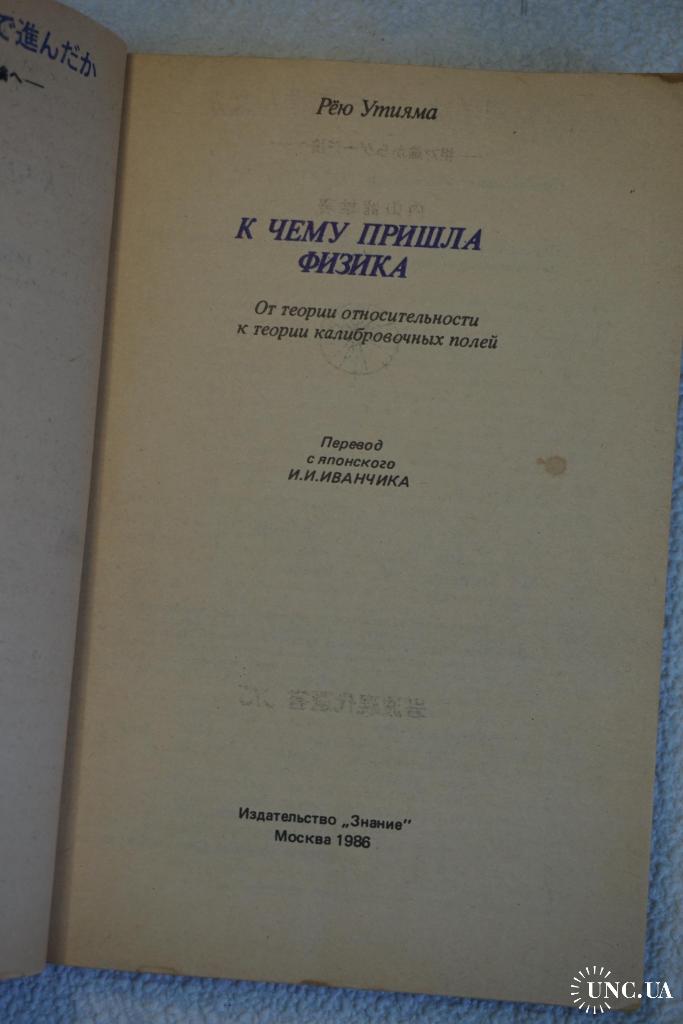 で進んだか
へ—
Рёю Утияма
К ЧЕМУ ПРИШЛА
ФИЗИКА
От теории относительности
к теории калибровочных полей
Перевод
с японского
И.И.ИВАНЧИКА
Издательство „Знание"
Москва 1986
UNC.UA